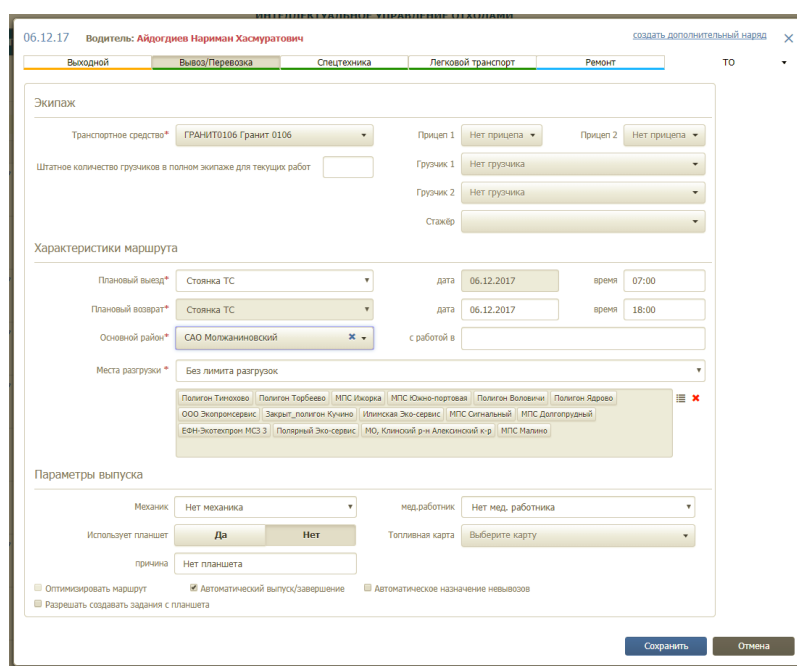 ИНТЕЛЛЕКТУАЛЬНОЕ УПРАВЛЕНИЕ ОТХОДАМИ
06.12.17 Водитель: Айдогдиев Нариман Хасмуратович создать дополнительный наряд ×
Выходной Вывоз/Перевозка Спецтехника Легковой транспорт Ремонт ТО
Экипаж
Транспортное средство* ГРАНИТ0106 Гранит 0106 Прицеп 1 Нет прицепа Прицеп 2 Нет прицепа
Штатное количество грузчиков в полном экипаже для текущих работ Грузчик 1 Нет грузчика
Грузчик 2 Нет грузчика
Стажёр
Характеристики маршрута
Плановый выезд* Стоянка ТС дата 06.12.2017 время 07:00
Плановый возврат* Стоянка ТС дата 06.12.2017 время 18:00
Основной район* САО Молжаниновский с работой в
Места разгрузки * Без лимита разгрузок
Полигон Тимохово Полигон Торбеево МПС Ижорка МПС Южно-портовая Полигон Воловичи Полигон Ядрово
ООО Экопромсервис Закрыт_полигон Кучино Илимская Эко-сервис МПС Сигнальный МПС Долгопрудный
ЕФН-Экотехпром МСЗ 3 Полярный Эко-сервис МО, Клинский р-н Алексинский к-р МПС Малино
Параметры выпуска
Механик Нет механика мед.работник Нет мед. работника
Использует планшет Да Нет Топливная карта Выберите карту
причина Нет планшета
Оптимизировать маршрут Автоматический выпуск/завершение Автоматическое назначение невывозов
Разрешать создавать задания с планшета
Сохранить Отмена